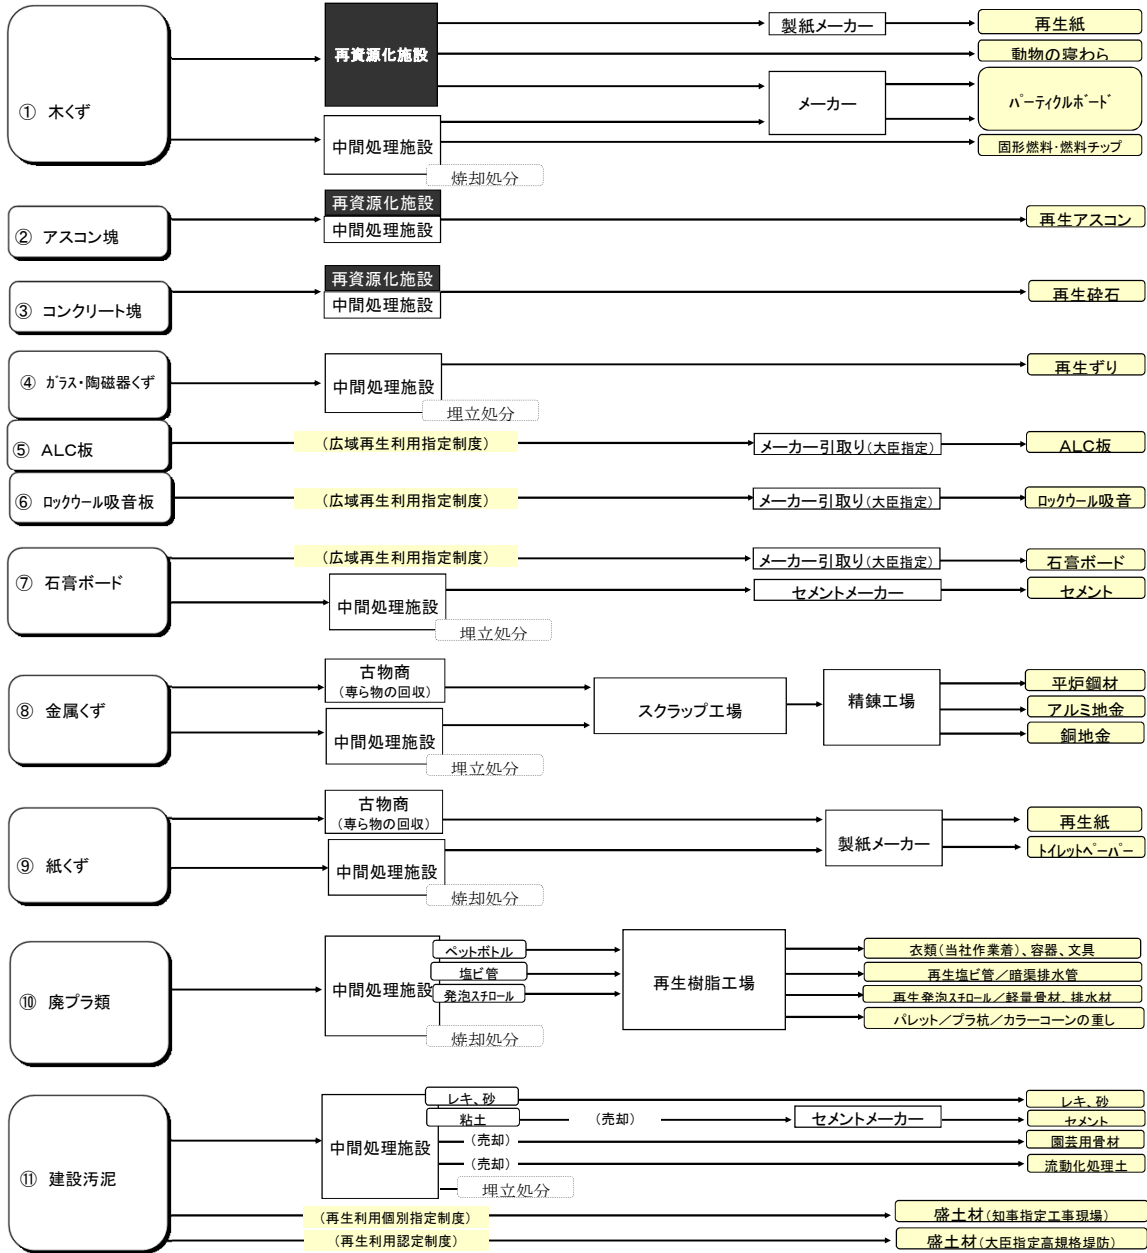 ① 木くず
再資源化施設
製紙メーカー
再生紙
動物の寝わら
メーカー
パーティクルボード
中間処理施設
焼却処分
固形燃料・燃料チップ
② アスコン塊
再資源化施設
中間処理施設
再生アスコン
③ コンクリート塊
再資源化施設
中間処理施設
再生砕石
④ ガラス・陶磁器くず
中間処理施設
埋立処分
再生ずり
⑤ ALC板
（広域再生利用指定制度）
メーカー引取り（大臣指定）
ALC板
⑥ ロックウール吸音板
（広域再生利用指定制度）
メーカー引取り（大臣指定）
ロックウール吸音
⑦ 石膏ボード
（広域再生利用指定制度）
メーカー引取り（大臣指定）
石膏ボード
中間処理施設
埋立処分
セメントメーカー
セメント
⑧ 金属くず
古物商
（専ら物の回収）
中間処理施設
埋立処分
スクラップ工場
精錬工場
平炉鋼材
アルミ地金
銅地金
⑨ 紙くず
古物商
（専ら物の回収）
中間処理施設
焼却処分
製紙メーカー
再生紙
トイレットペーパー
⑩ 廃プラ類
中間処理施設
焼却処分
ペットボトル
塩ビ管
発泡スチロール
再生樹脂工場
衣類（当社作業着）、容器、文具
再生塩ビ管／暗渠排水管
再生発泡スチロール／軽量骨材、排水材
パレット／プラ杭／カラーコーンの重し
⑪ 建設汚泥
中間処理施設
埋立処分
レキ、砂
レキ、砂
粘土
（売却）
セメントメーカー
セメント
（売却）
園芸用骨材
（売却）
流動化処理土
（再生利用個別指定制度）
盛土材（知事指定工事現場）
（再生利用認定制度）
盛土材（大臣指定高規格堤防）